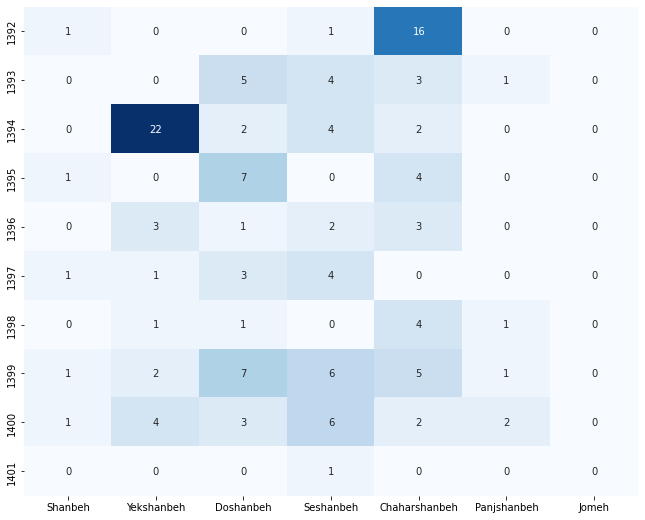 1392 1 0 0 1 16 0 0
1393 0 0 5 4 3 1 0
1394 0 22 2 4 2 0 0
1395 1 0 7 0 4 0 0
1396 0 3 1 2 3 0 0
1397 1 1 3 4 0 0 0
1398 0 1 1 0 4 1 0
1399 1 2 7 6 5 1 0
1400 1 4 3 6 2 2 0
1401 0 0 0 1 0 0 0
Shanbeh Yekshanbeh Doshanbeh Seshanbeh Chaharshanbeh Panjshanbeh Jomeh